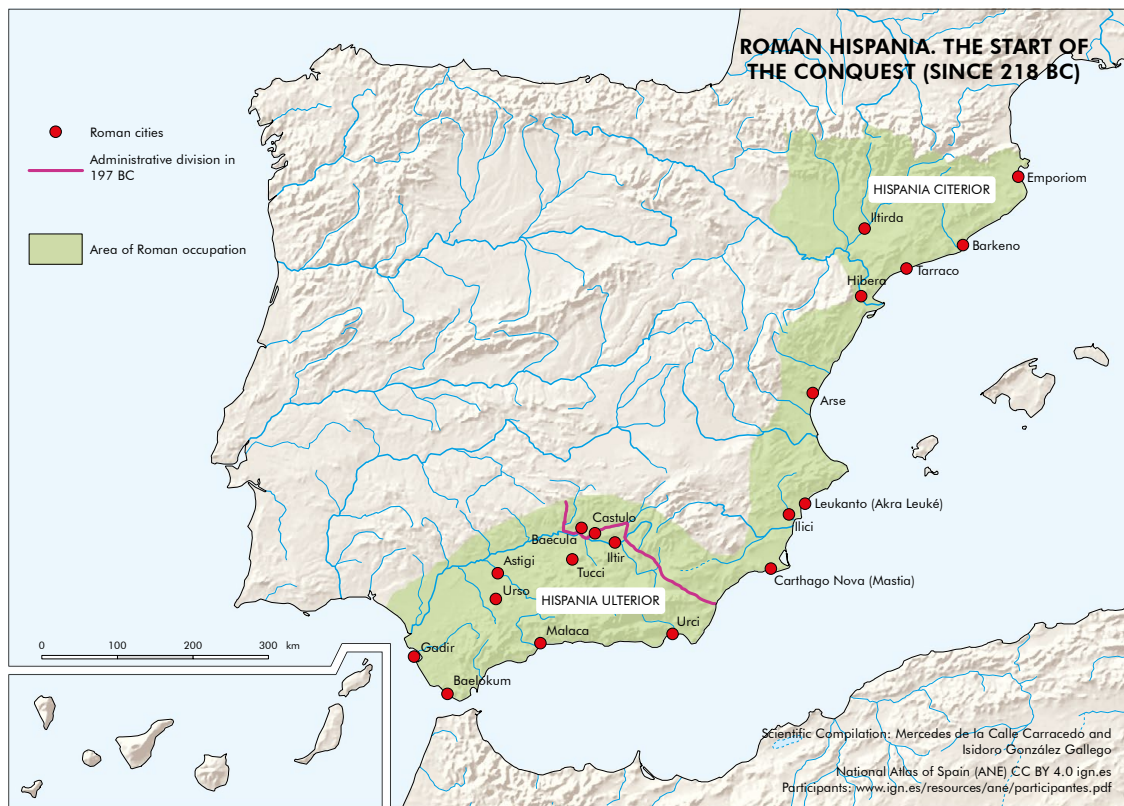 ROMAN HISPANIA. THE START OF
THE CONQUEST (SINCE 218 BC)
Roman cities
Administrative division in
197 BC
Area of Roman occupation
HISPANIA CITERIOR
Emporiom
Iltirda
Barkeno
Tarraco
Hibera
Arse
Leukanto (Akra Leuké)
Ilici
Castulo
Baecula
Iltir
Astigi
Tucci
Carthago Nova (Mastia)
Urso
HISPANIA ULTERIOR
Urci
Malaca
Gadir
Baelokum
0 100 200 300 km
Scientific Compilation: Mercedes de la Calle Carracedo and
Isidoro González Gallego
National Atlas of Spain (ANE) CC BY 4.0 ign.es
Participants: www.ign.es/resources/ane/participantes.pdf